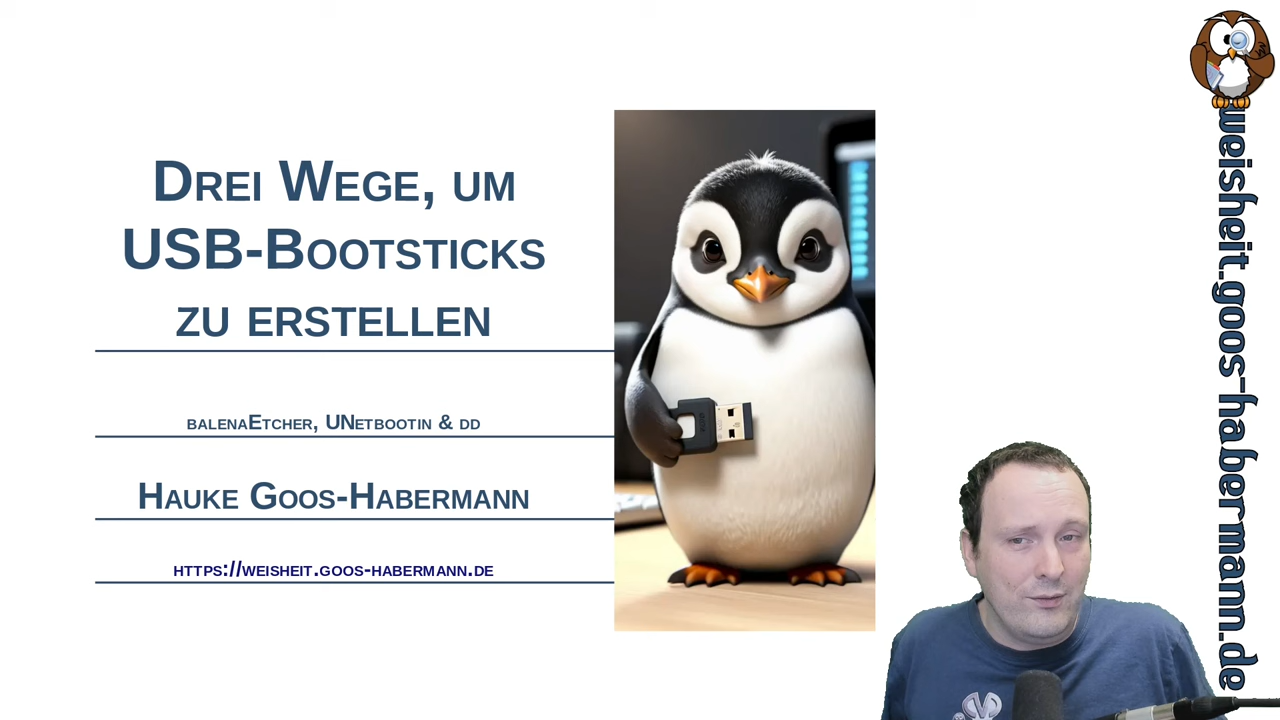 Drei Wege, um
USB-Bootsticks
zu erstellen
balenaEtcher, UNetbootin & dd
Hauke Goos-Habermann
https://weisheit.goos-habermann.de
weisheit.goos-habermann.de